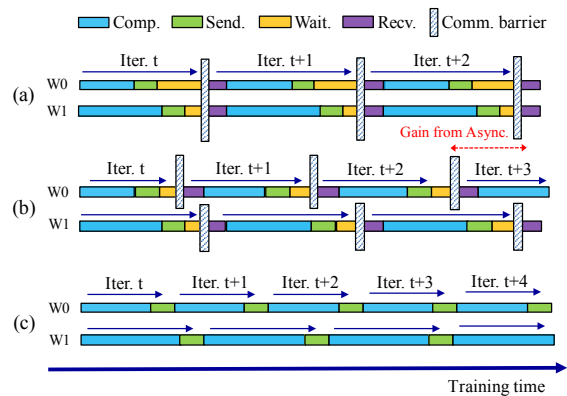 Comp. Send. Wait. Recv. Comm. barrier
Iter. t Iter. t+1 Iter. t+2
W0
(a)
W1
Gain from Async.
Iter. t Iter. t+1 Iter. t+2 Iter. t+3
W0
(b)
W1
Iter. t Iter. t+1 Iter. t+2 Iter. t+3 Iter. t+4
W0
(c)
W1
Training time